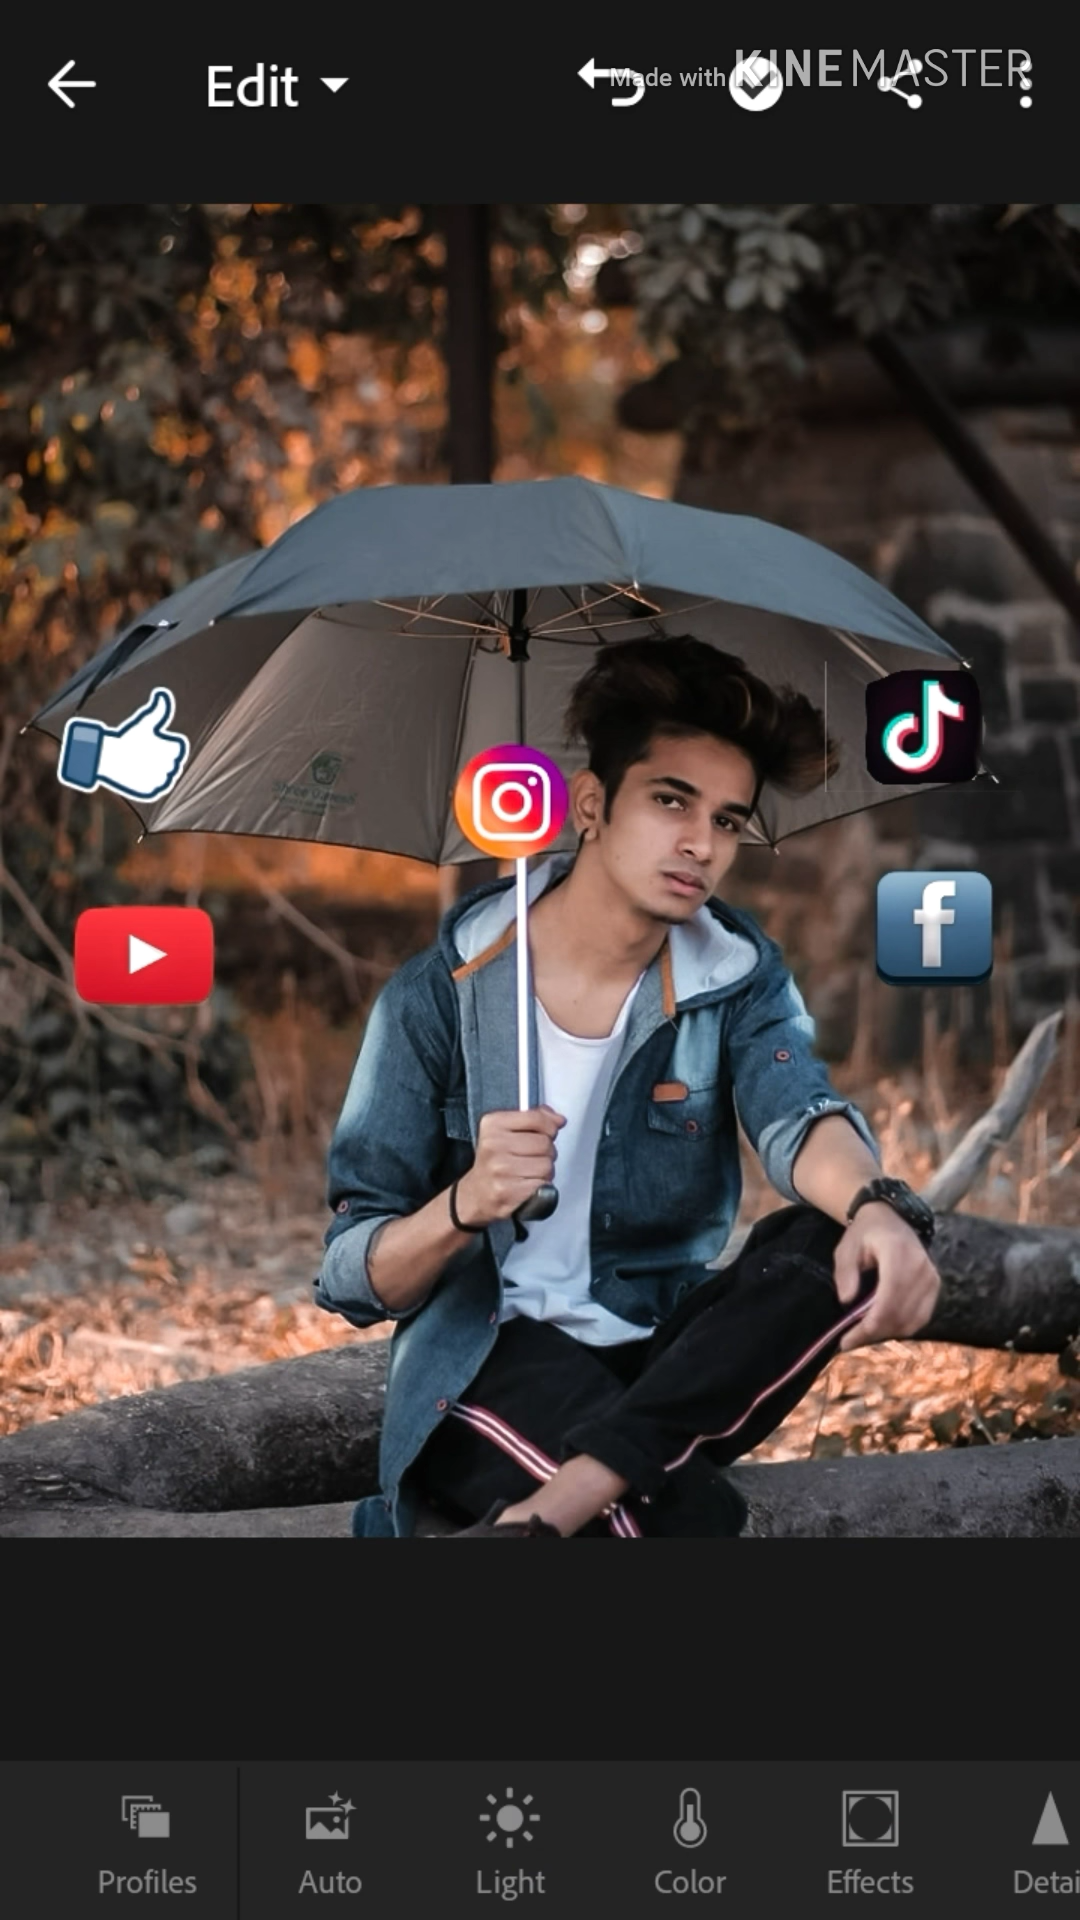 Edit
Made with KINEMASTER
Profiles
Auto
Light
Color
Effects
Detai